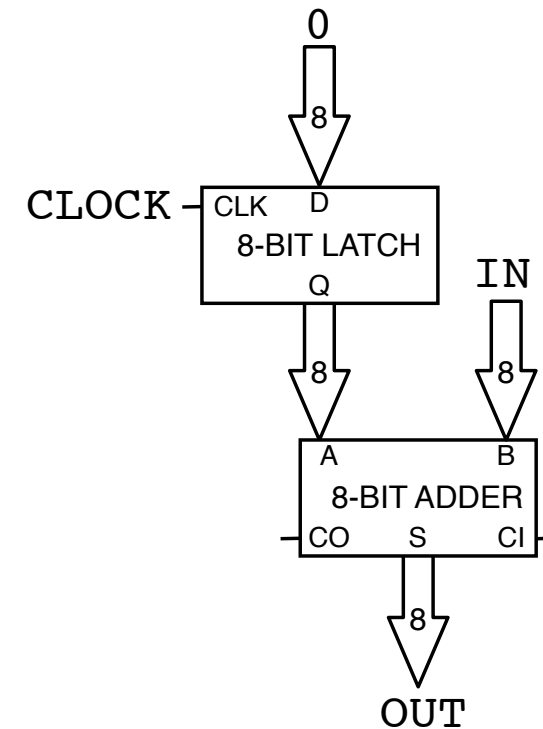 0
8
CLOCK CLK D
8-BIT LATCH
Q
IN
8 8
A B
8-BIT ADDER
CO S CI
8
OUT